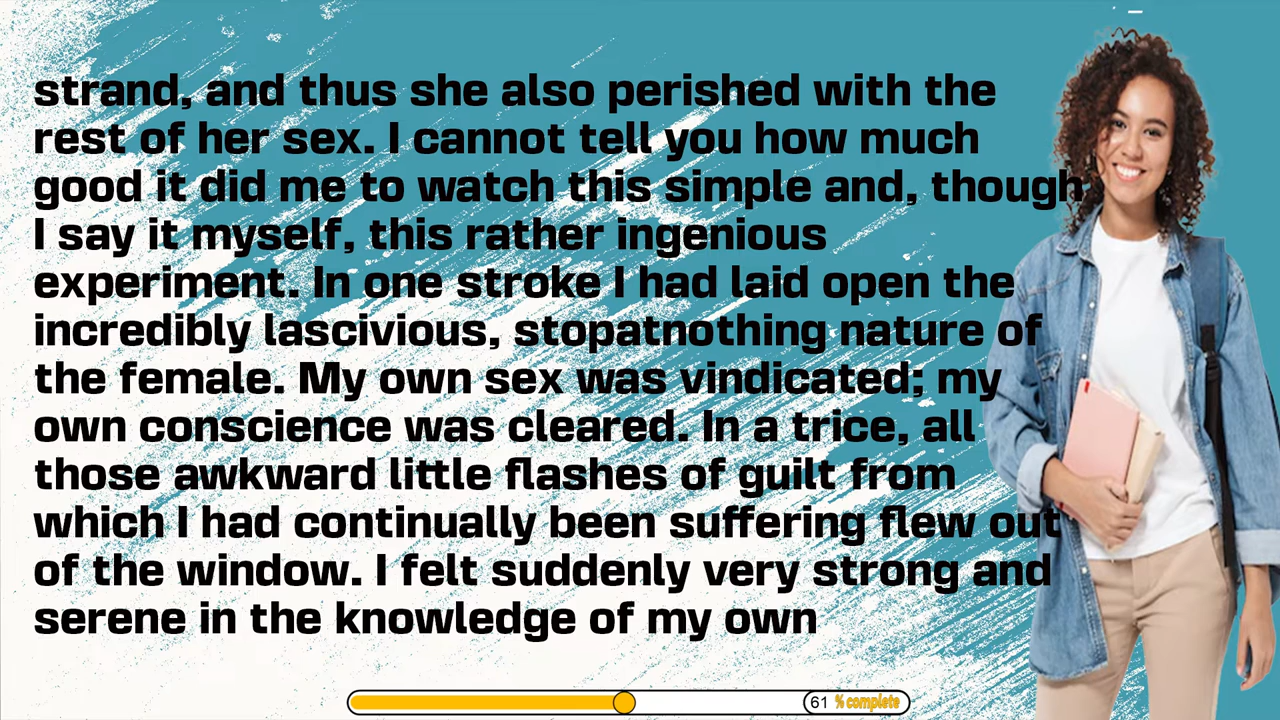 strand, and thus she also perished with the
rest of her sex. I cannot tell you how much
good it did me to watch this simple and, though
I say it myself, this rather ingenious
experiment. In one stroke I had laid open the
incredibly lascivious, stopatnothing nature of
the female. My own sex was vindicated; my
own conscience was cleared. In a trice, all
those awkward little flashes of guilt from
which I had continually been suffering flew out
of the window. I felt suddenly very strong and
serene in the knowledge of my own
61 % complete